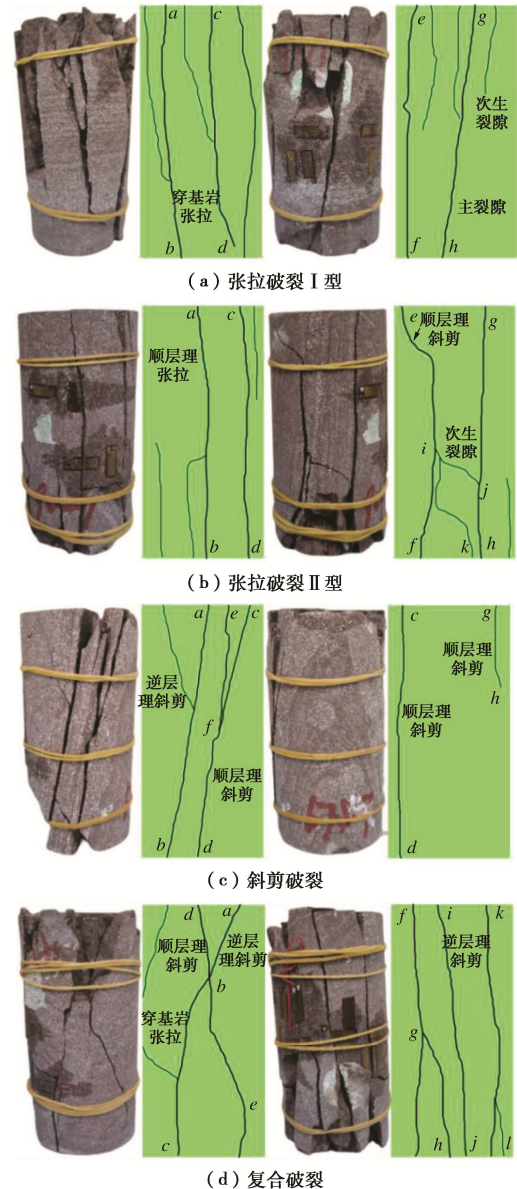 a c
穿基岩
张拉
b d
e g
次生
裂隙
主裂隙
f h
（a）张拉破裂Ⅰ型
a c
顺层理
张拉
b d
e
顺层理
斜剪
g
i
次生
裂隙
j
f k h
（b）张拉破裂Ⅱ型
a e c
逆层
理斜剪
f
顺层理
斜剪
b d
c g
顺层理
斜剪
h
顺层理
斜剪
d
（c）斜剪破裂
d a
顺层理
斜剪
逆层
理斜剪
b
穿基岩
张拉
e
c
f i k
逆层理
斜剪
g
h j l
（d）复合破裂